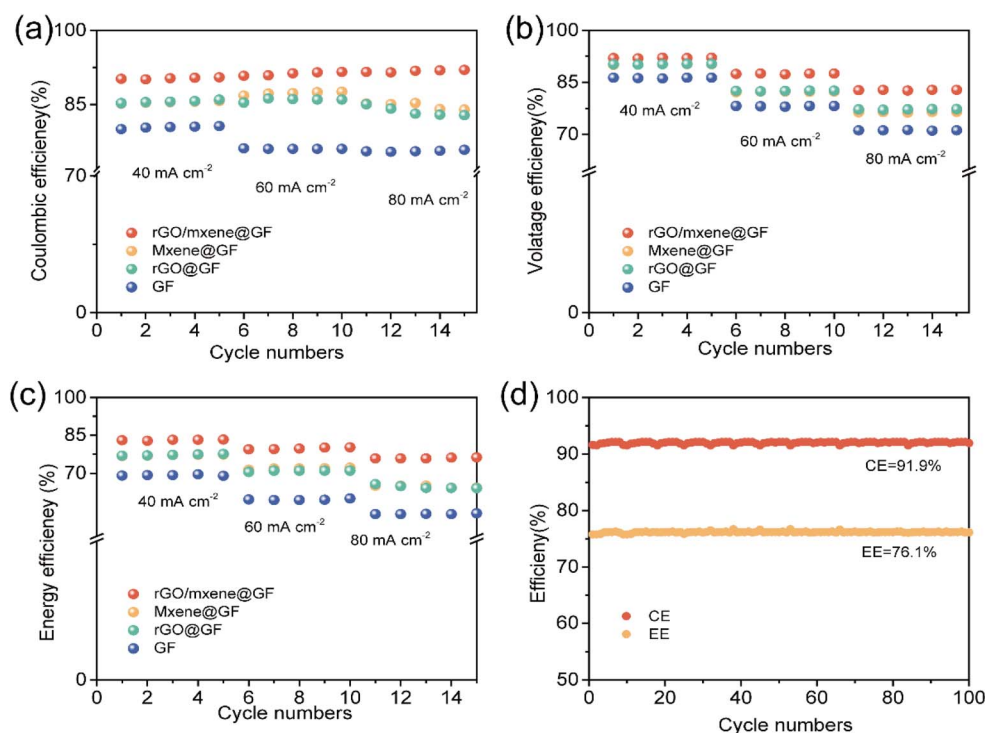 (a)
100
85
70
0
Coulombic efficieney(%)
40 mA cm⁻²
60 mA cm⁻²
80 mA cm⁻²
rGO/mxene@GF
Mxene@GF
rGO@GF
GF
0 2 4 6 8 10 12 14
Cycle numbers
(b)
100
85
70
0
Volatage efficieney(%)
40 mA cm⁻²
60 mA cm⁻²
80 mA cm⁻²
rGO/mxene@GF
Mxene@GF
rGO@GF
GF
0 2 4 6 8 10 12 14
Cycle numbers
(c)
100
85
70
0
Energy efficieney (%)
40 mA cm⁻²
60 mA cm⁻²
80 mA cm⁻²
rGO/mxene@GF
Mxene@GF
rGO@GF
GF
0 2 4 6 8 10 12 14
Cycle numbers
(d)
100
90
80
70
60
50
Efficieny(%)
CE=91.9%
EE=76.1%
CE
EE
0 20 40 60 80 100
Cycle numbers